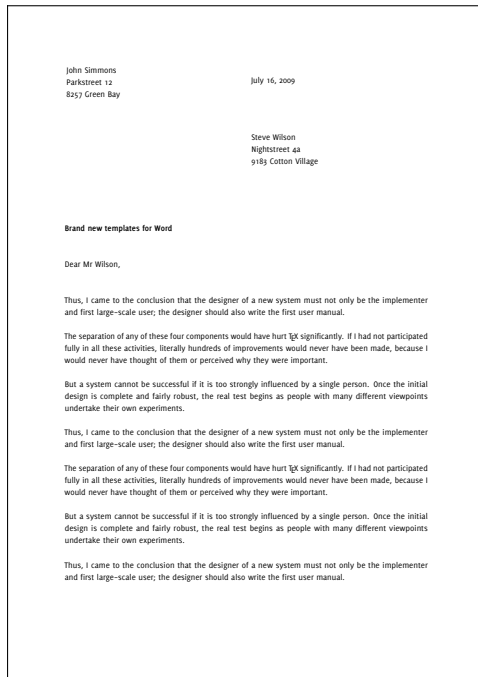 John Simmons
Parkstreet 12
8257 Green Bay
July 16, 2009
Steve Wilson
Nightstreet 4a
9183 Cotton Village
Brand new templates for Word
Dear Mr Wilson,
Thus, I came to the conclusion that the designer of a new system must not only be the implementer
and first large-scale user; the designer should also write the first user manual.
The separation of any of these four components would have hurt TEX significantly. If I had not participated
fully in all these activities, literally hundreds of improvements would never have been made, because I
would never have thought of them or perceived why they were important.
But a system cannot be successful if it is too strongly influenced by a single person. Once the initial
design is complete and fairly robust, the real test begins as people with many different viewpoints
undertake their own experiments.
Thus, I came to the conclusion that the designer of a new system must not only be the implementer
and first large-scale user; the designer should also write the first user manual.
The separation of any of these four components would have hurt TEX significantly. If I had not participated
fully in all these activities, literally hundreds of improvements would never have been made, because I
would never have thought of them or perceived why they were important.
But a system cannot be successful if it is too strongly influenced by a single person. Once the initial
design is complete and fairly robust, the real test begins as people with many different viewpoints
undertake their own experiments.
Thus, I came to the conclusion that the designer of a new system must not only be the implementer
and first large-scale user; the designer should also write the first user manual.